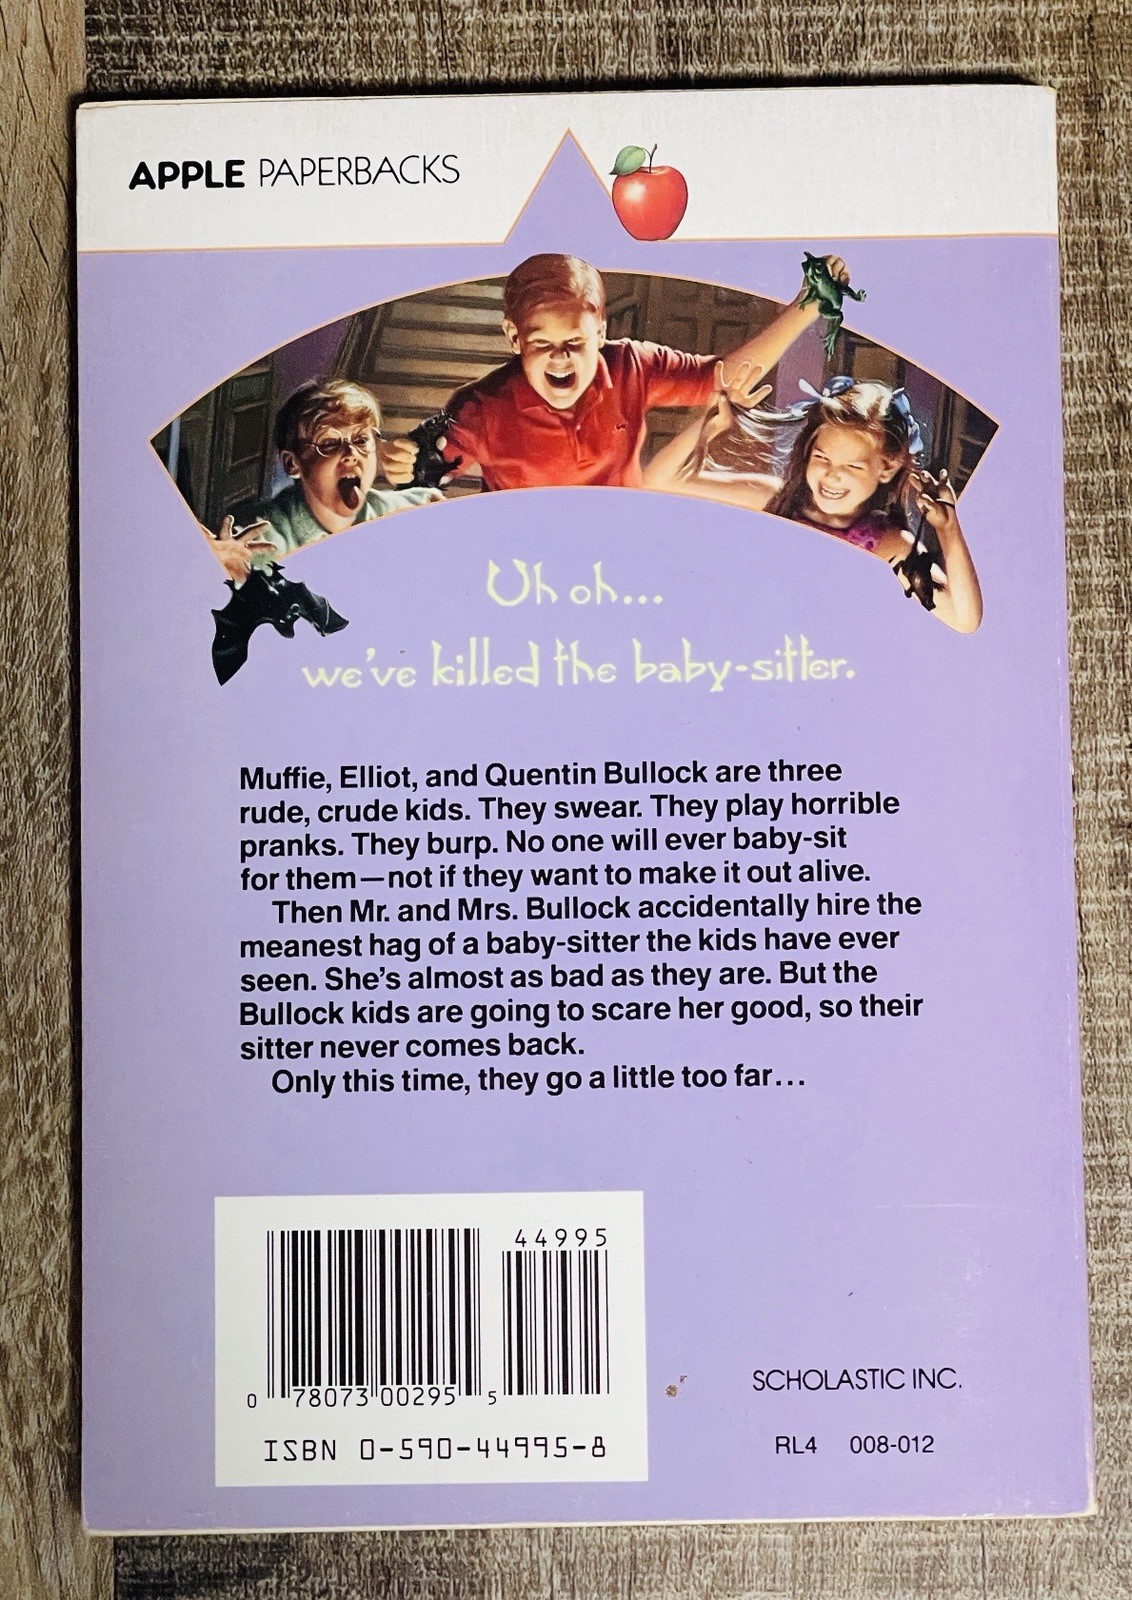 APPLE PAPERBACKS
Uh oh...
we've killed the baby-sitter.
Muffie, Elliot, and Quentin Bullock are three
rude, crude kids. They swear. They play horrible
pranks. They burp. No one will ever baby-sit
for them—not if they want to make it out alive.
Then Mr. and Mrs. Bullock accidentally hire the
meanest hag of a baby-sitter the kids have ever
seen. She's almost as bad as they are. But the
Bullock kids are going to scare her good, so their
sitter never comes back.
Only this time, they go a little too far...
44995
0 78073 00295 5
ISBN 0-590-44995-8
SCHOLASTIC INC.
RL4 008-012